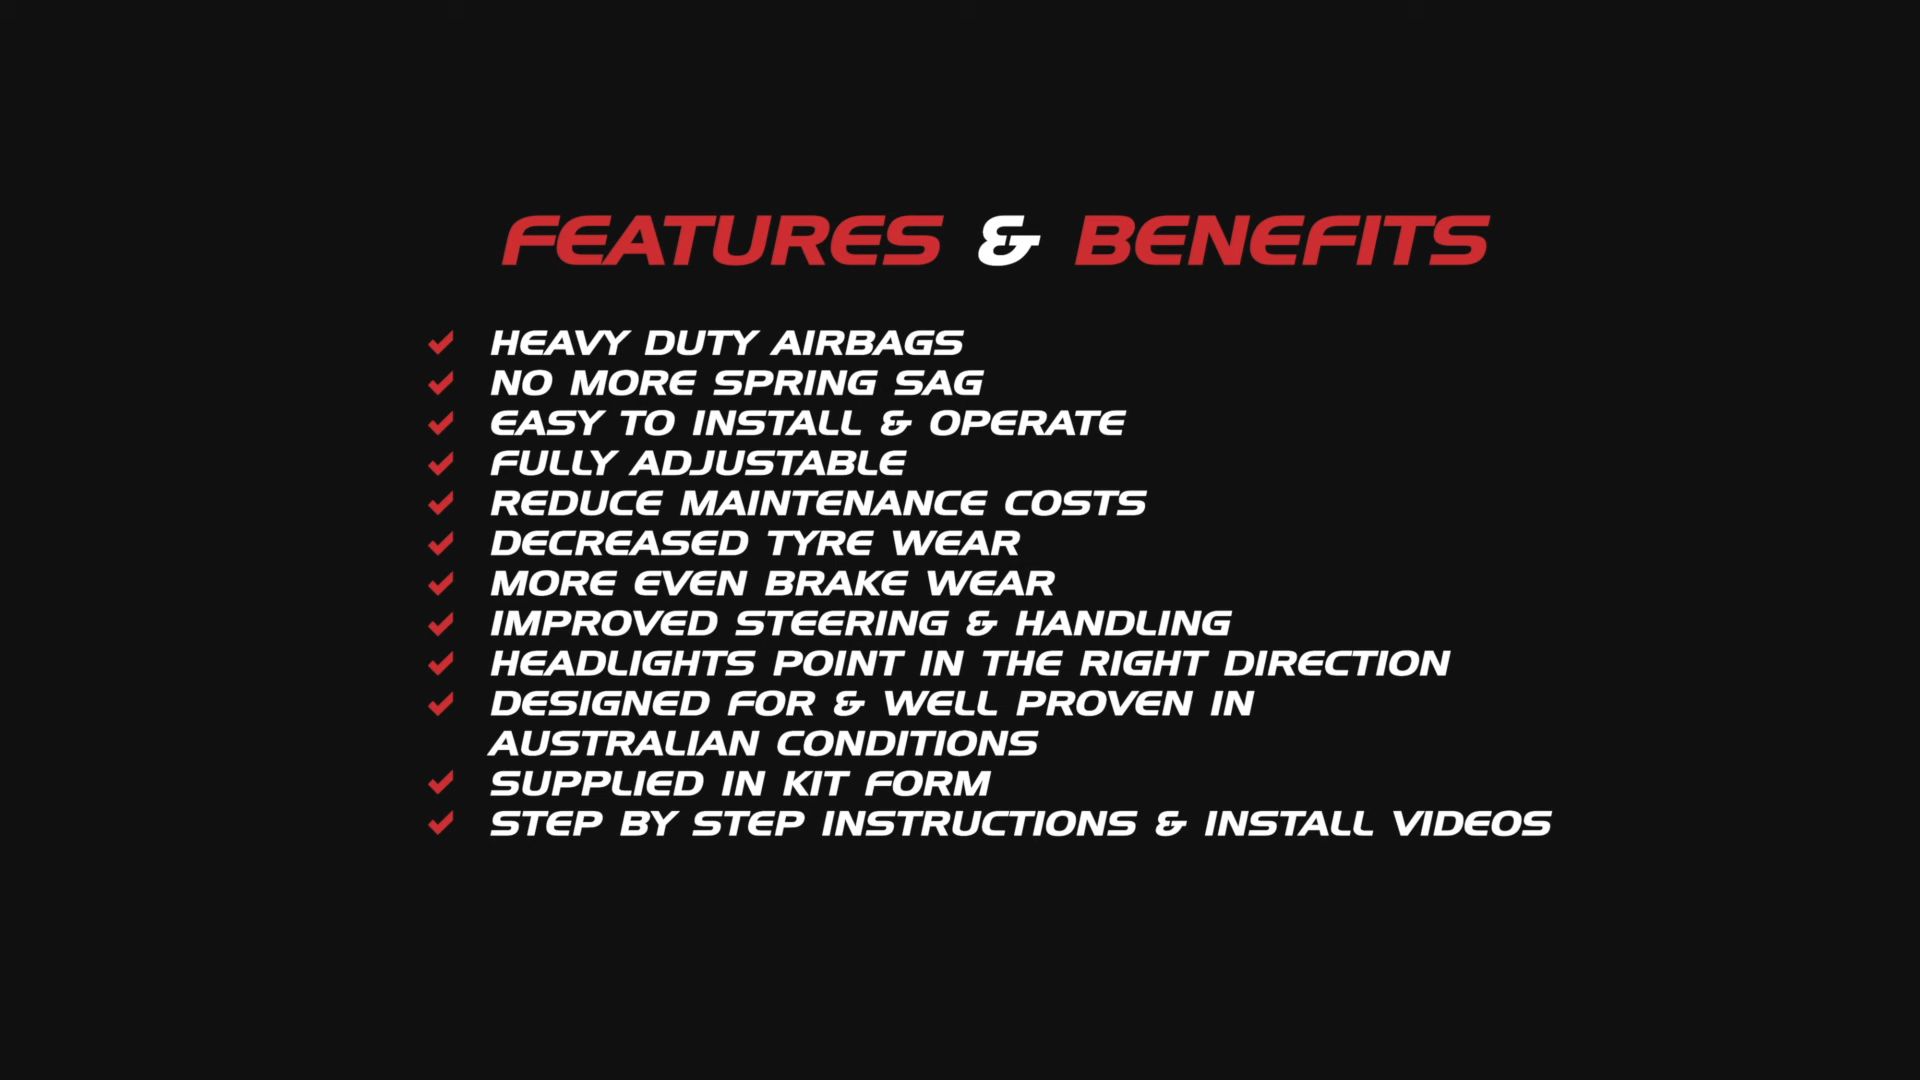 FEATURES & BENEFITS
HEAVY DUTY AIRBAGS
NO MORE SPRING SAG
EASY TO INSTALL & OPERATE
FULLY ADJUSTABLE
REDUCE MAINTENANCE COSTS
DECREASED TYRE WEAR
MORE EVEN BRAKE WEAR
IMPROVED STEERING & HANDLING
HEADLIGHTS POINT IN THE RIGHT DIRECTION
DESIGNED FOR & WELL PROVEN IN
AUSTRALIAN CONDITIONS
SUPPLIED IN KIT FORM
STEP BY STEP INSTRUCTIONS & INSTALL VIDEOS